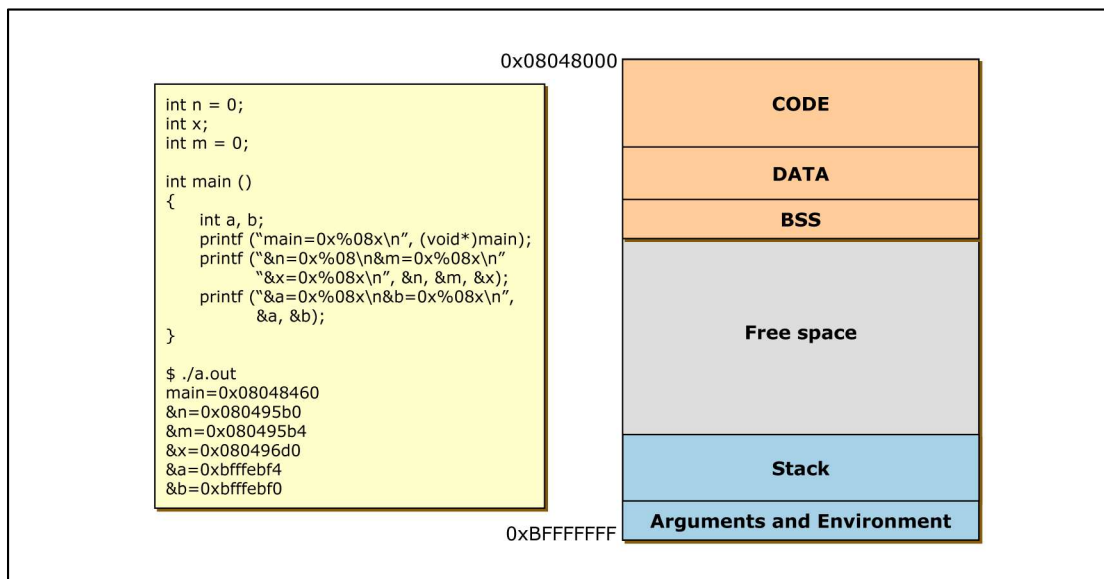 int n = 0;
int x;
int m = 0;
int main ()
{
int a, b;
printf (“main=0x%08x\n”, (void*)main);
printf (“&n=0x%08\n&m=0x%08x\n”
“&x=0x%08x\n”, &n, &m, &x);
printf (“&a=0x%08x\n&b=0x%08x\n”,
&a, &b);
}
$ ./a.out
main=0x08048460
&n=0x080495b0
&m=0x080495b4
&x=0x080496d0
&a=0xbfffebf4
&b=0xbfffebf0
0x08048000
CODE
DATA
BSS
Free space
Stack
Arguments and Environment
0xBFFFFFFF